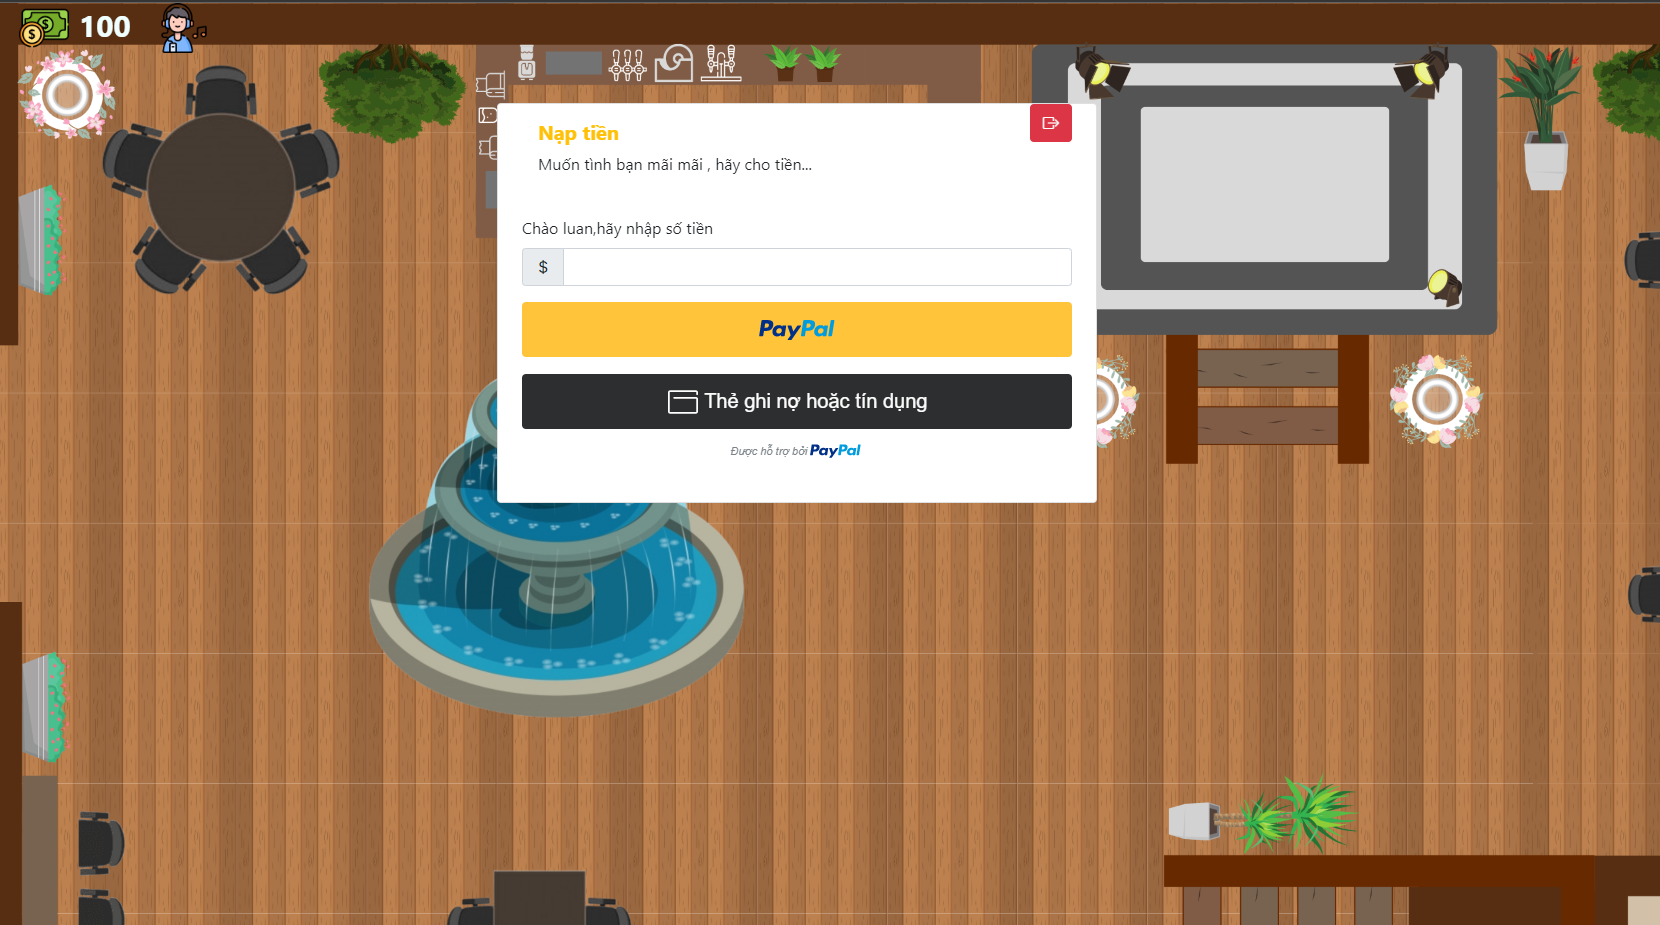 100
Nạp tiền
Muốn tình bạn mãi mãi , hãy cho tiền...
Chào luan,hãy nhập số tiền
$
PayPal
Thẻ ghi nợ hoặc tín dụng
Được hỗ trợ bởi PayPal